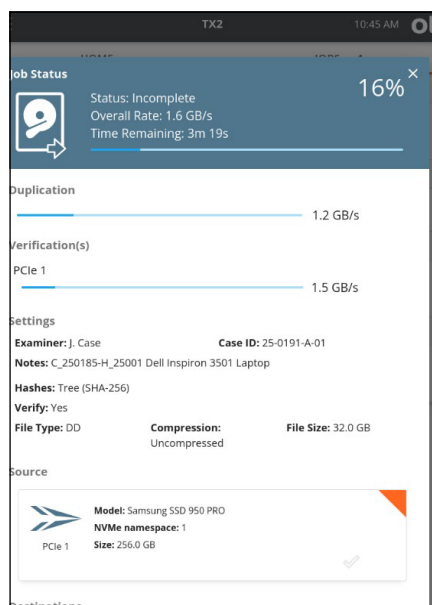 TX2
10:45 AM
Job Status
16%
Status: Incomplete
Overall Rate: 1.6 GB/s
Time Remaining: 3m 19s
Duplication
1.2 GB/s
Verification(s)
PCIe 1
1.5 GB/s
Settings
Examiner: J. Case Case ID: 25-0191-A-01
Notes: C_250185-H_25001 Dell Inspiron 3501 Laptop
Hashes: Tree (SHA-256)
Verify: Yes
File Type: DD Compression: File Size: 32.0 GB
Uncompressed
Source
Model: Samsung SSD 950 PRO
NVMe namespace: 1
PCIe 1 Size: 256.0 GB